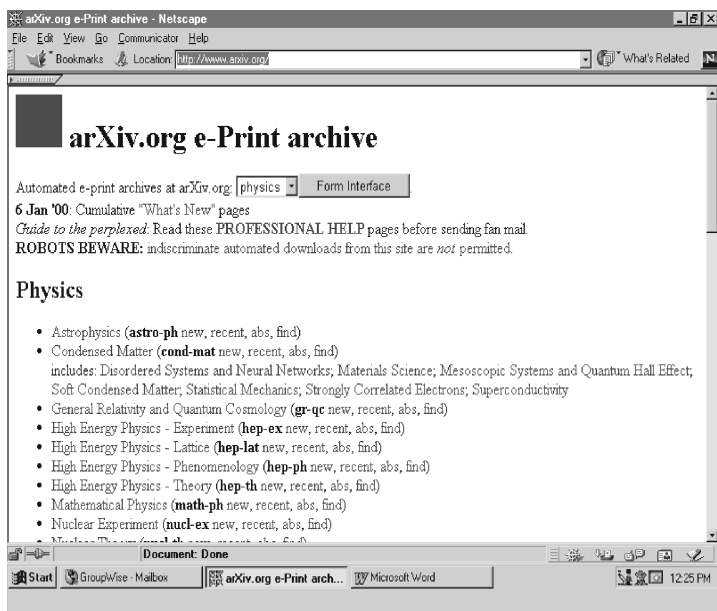 arXiv.org e-Print archive - Netscape
File Edit View Go Communicator Help
Bookmarks Location: http://www.arxiv.org/ What's Related N
arXiv.org e-Print archive
Automated e-print archives at arXiv.org: physics Form Interface
6 Jan '00: Cumulative "What's New" pages
Guide to the perplexed: Read these PROFESSIONAL HELP pages before sending fan mail.
ROBOTS BEWARE: indiscriminate automated downloads from this site are not permitted.
Physics
• Astrophysics (astro-ph new, recent, abs, find)
• Condensed Matter (cond-mat new, recent, abs, find)
includes: Disordered Systems and Neural Networks; Materials Science; Mesoscopic Systems and Quantum Hall Effect;
Soft Condensed Matter; Statistical Mechanics; Strongly Correlated Electrons; Superconductivity
• General Relativity and Quantum Cosmology (gr-qc new, recent, abs, find)
• High Energy Physics - Experiment (hep-ex new, recent, abs, find)
• High Energy Physics - Lattice (hep-lat new, recent, abs, find)
• High Energy Physics - Phenomenology (hep-ph new, recent, abs, find)
• High Energy Physics - Theory (hep-th new, recent, abs, find)
• Mathematical Physics (math-ph new, recent, abs, find)
• Nuclear Experiment (nucl-ex new, recent, abs, find)
• Nuclear Theory (nucl-th new, recent, abs, find)
Document: Done
Start GroupWise - Mailbox arXiv.org e-Print arch... Microsoft Word 12:25 PM